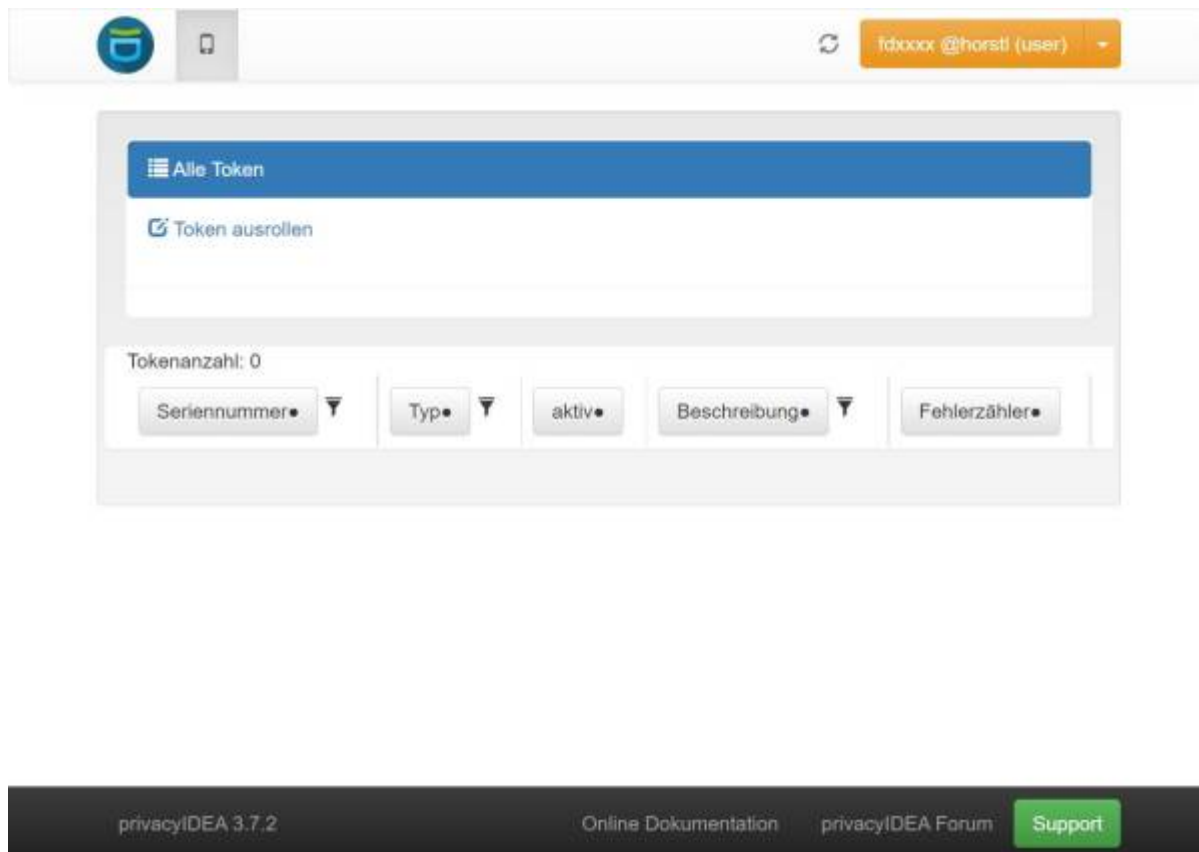 fdxxxx @horstl (user)
Alle Token
Token ausrollen
Tokenanzahl: 0
Seriennummer● Typ● aktiv● Beschreibung● Fehlerzähler●
privacyIDEA 3.7.2 Online Dokumentation privacyIDEA Forum Support